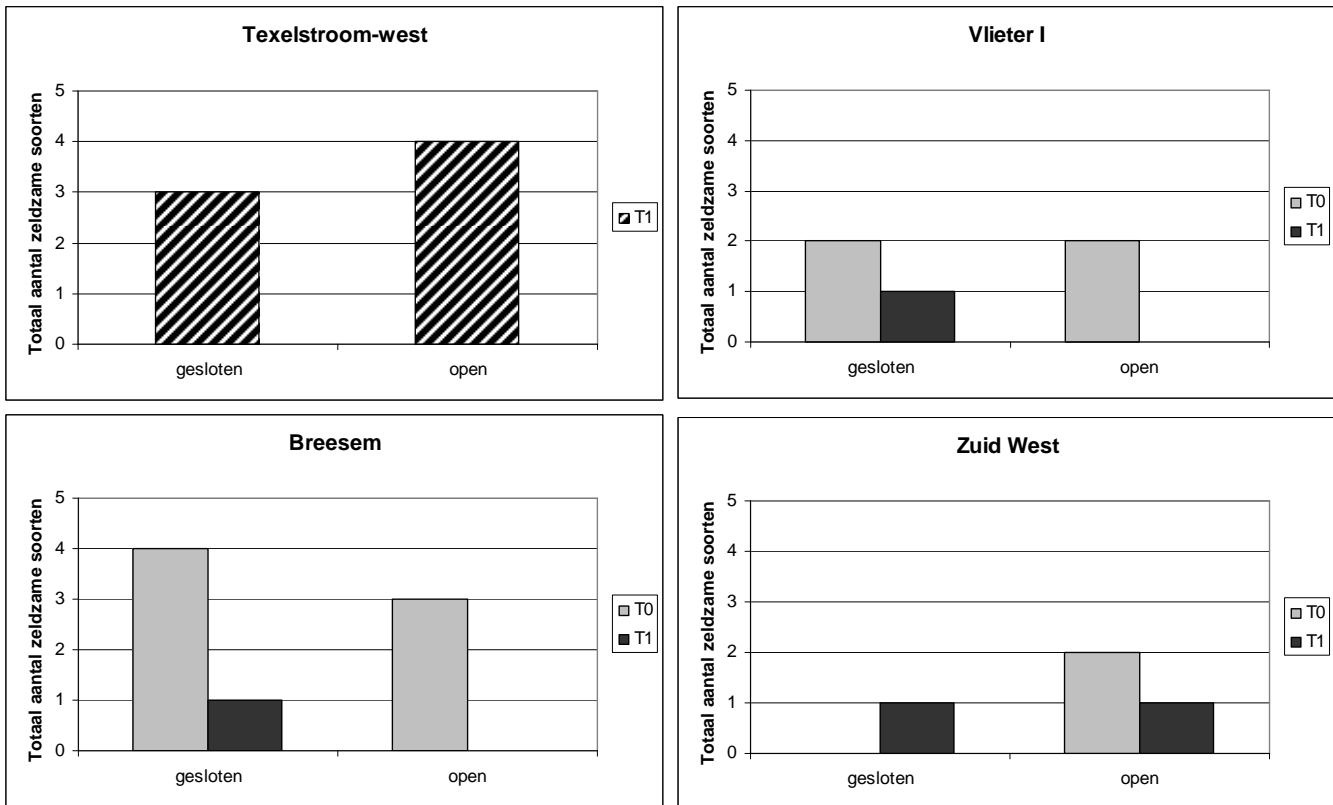 Texelstroom-west
Totaal aantal zeldzame soorten
5
4
3
2
1
0
gesloten
open
T1
Vlieter I
Totaal aantal zeldzame soorten
5
4
3
2
1
0
gesloten
open
T0
T1
Breesem
Totaal aantal zeldzame soorten
5
4
3
2
1
0
gesloten
open
T0
T1
Zuid West
Totaal aantal zeldzame soorten
5
4
3
2
1
0
gesloten
open
T0
T1